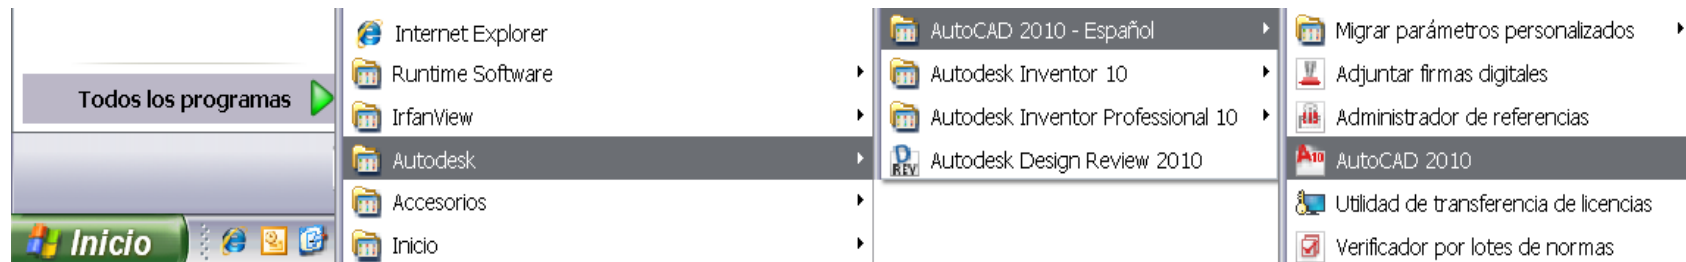 Todos los programas
Inicio
Internet Explorer
Runtime Software
IrfanView
Autodesk
Accesorios
Inicio
AutoCAD 2010 - Español
Autodesk Inventor 10
Autodesk Inventor Professional 10
Autodesk Design Review 2010
Migrar parámetros personalizados
Adjuntar firmas digitales
Administrador de referencias
AutoCAD 2010
Utilidad de transferencia de licencias
Verificador por lotes de normas